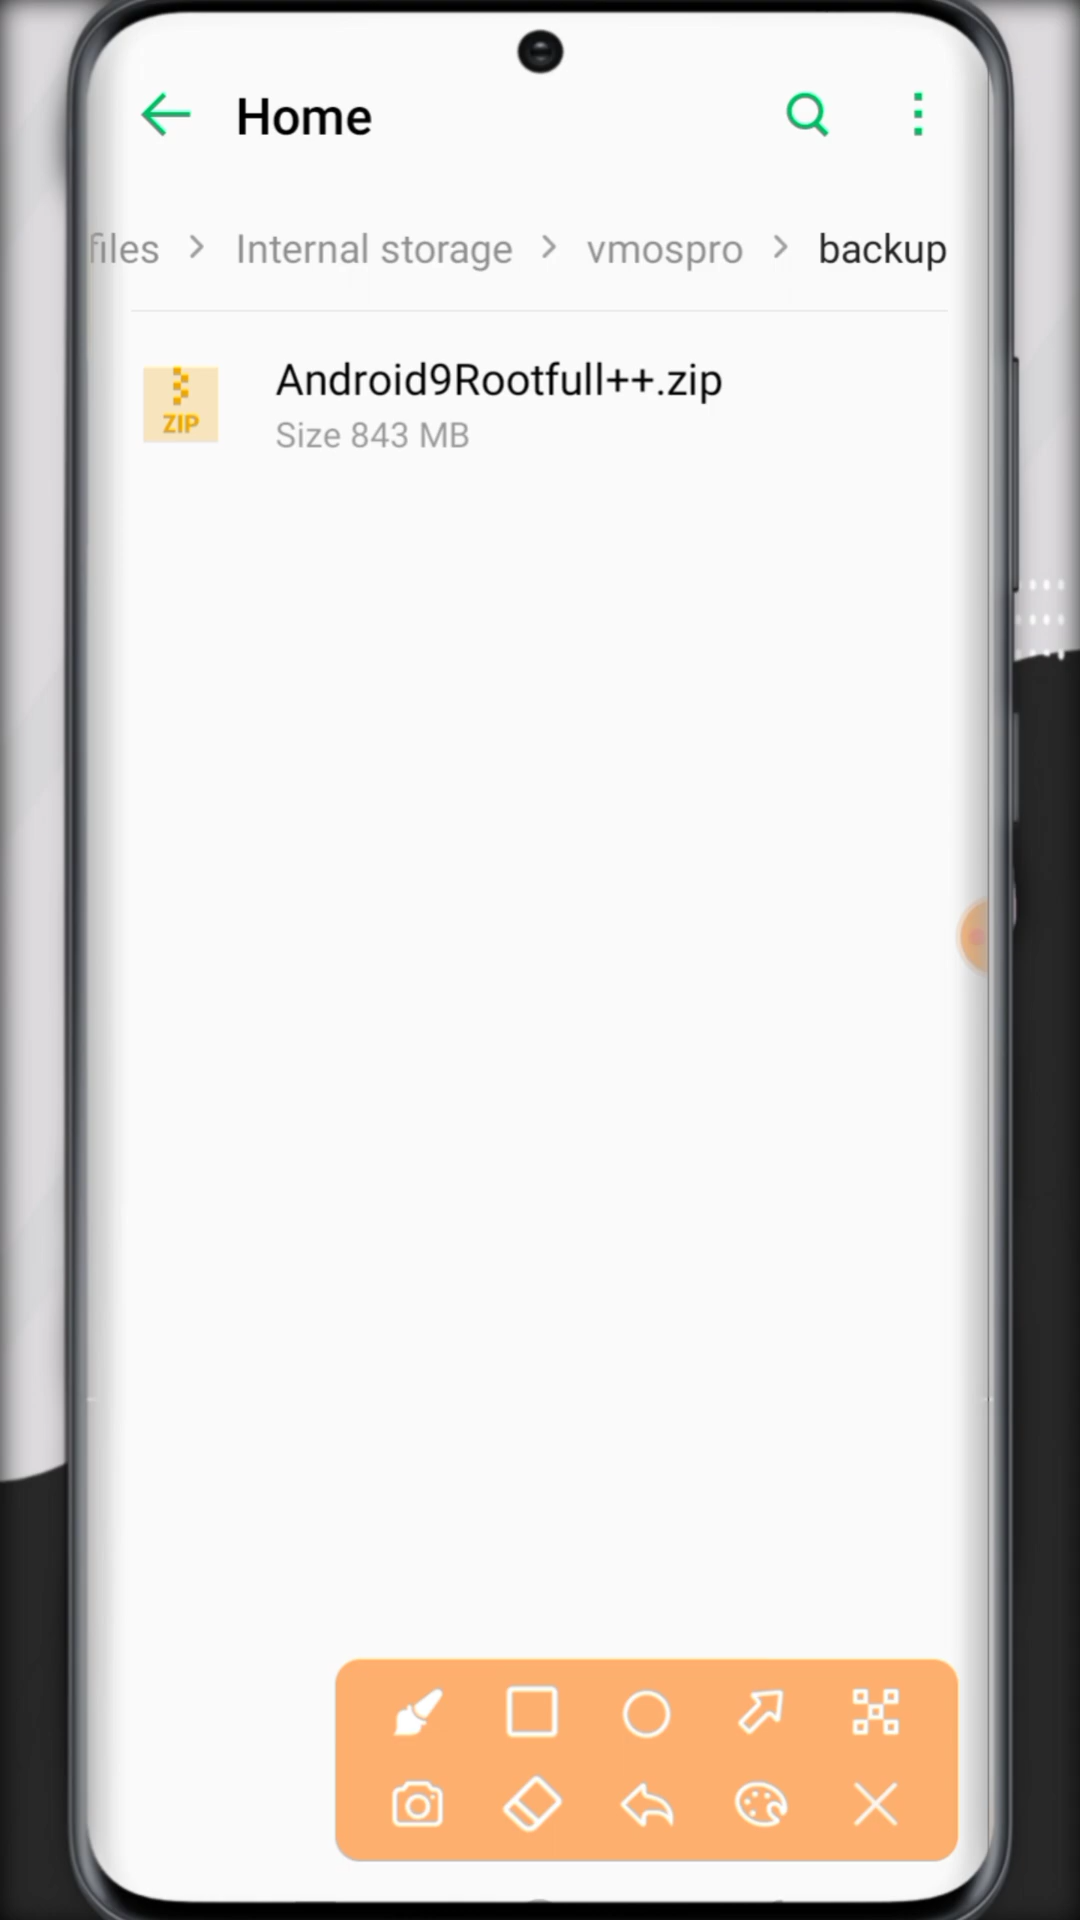 Home
files > Internal storage > vmospro > backup
Android9Rootfull++.zip
ZIP
Size 843 MB